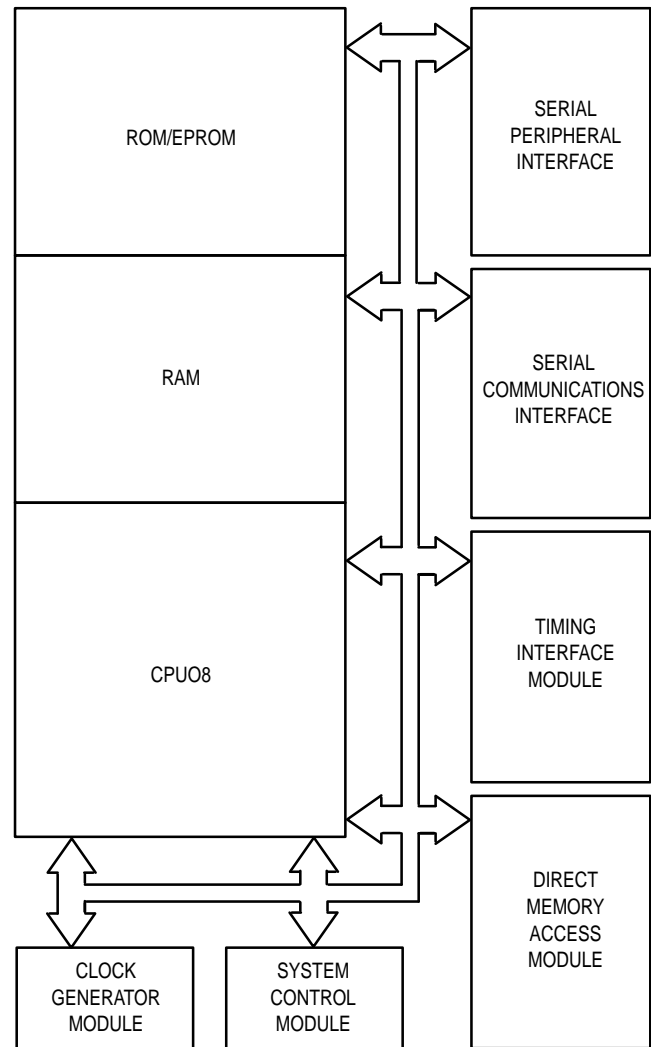 ROM/EPROM
SERIAL
PERIPHERAL
INTERFACE
RAM
SERIAL
COMMUNICATIONS
INTERFACE
CPUO8
TIMING
INTERFACE
MODULE
DIRECT
MEMORY
ACCESS
MODULE
CLOCK
GENERATOR
MODULE
SYSTEM
CONTROL
MODULE